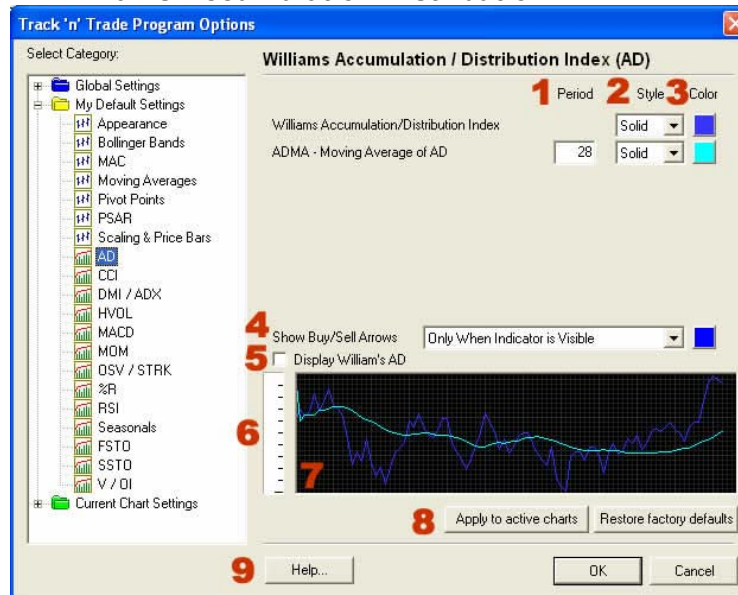 Track 'n' Trade Program Options
Select Category:
Global Settings
My Default Settings
Appearance
Bollinger Bands
MAC
Moving Averages
Pivot Points
PSAR
Scaling & Price Bars
AD
CCI
DMI / ADX
HVOL
MACD
MOM
OSV / STRK
%R
RSI
Seasonals
FSTO
SSTO
V / OI
Current Chart Settings
Williams Accumulation / Distribution Index (AD)
1 Period 2 Style 3 Color
Williams Accumulation/Distribution Index Solid
ADMA - Moving Average of AD 28 Solid
4 Show Buy/Sell Arrows Only When Indicator is Visible
5 Display William's AD
6
7
8 Apply to active charts Restore factory defaults
9 Help... OK Cancel